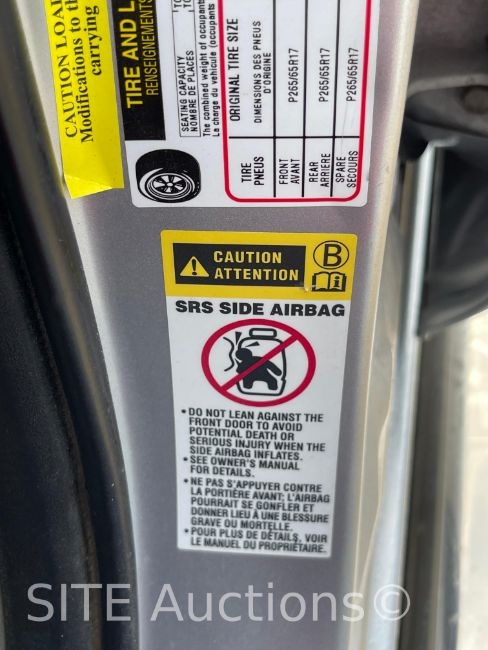 CAUTION LOAD
Modifications to the
carrying
TIRE AND L
RENSEIGNEMENTS
SEATING CAPACITY
NOMBRE DE PLACES
The combined weight of occupants
La charge du véhicule (occupants
TIRE
PNEUS
ORIGINAL TIRE SIZE
DIMENSIONS DES PNEUS
D'ORIGINE
FRONT
AVANT
P265/65R17
REAR
ARRIERE
P265/65R17
SPARE
SECOURS
P265/65R17
CAUTION
ATTENTION
B
SRS SIDE AIRBAG
• DO NOT LEAN AGAINST THE
FRONT DOOR TO AVOID
POTENTIAL DEATH OR
SERIOUS INJURY WHEN THE
SIDE AIRBAG INFLATES.
• SEE OWNER'S MANUAL
FOR DETAILS.
• NE PAS S'APPUYER CONTRE
LA PORTIÈRE AVANT; L'AIRBAG
POURRAIT SE GONFLER ET
DONNER LIEU À UNE BLESSURE
GRAVE OU MORTELLE.
• POUR PLUS DE DÉTAILS, VOIR
LE MANUEL DU PROPRIÉTAIRE.
SITE Auctions©